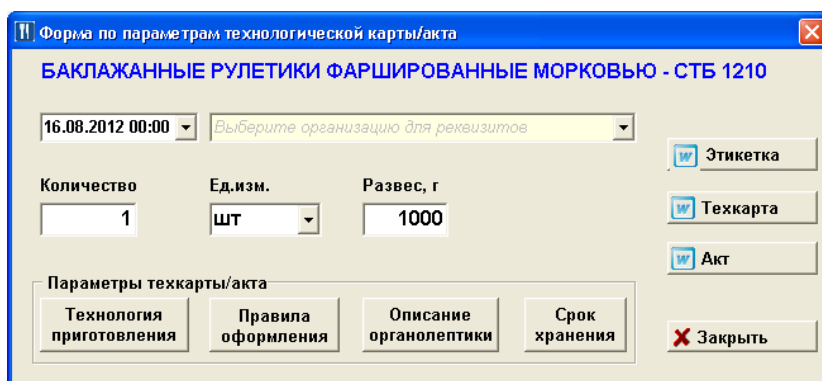 Форма по параметрам технологической карты/акта
БАКЛАЖАННЫЕ РУЛЕТИКИ ФАРШИРОВАННЫЕ МОРКОВЬЮ - СТБ 1210
16.08.2012 00:00 Выберите организацию для реквизитов
Этикетка
Количество Ед.изм. Развес, г
1 шт 1000
Техкарта
Акт
Параметры техкарты/акта
Технология приготовления
Правила оформления
Описание органолептики
Срок хранения
Закрыть